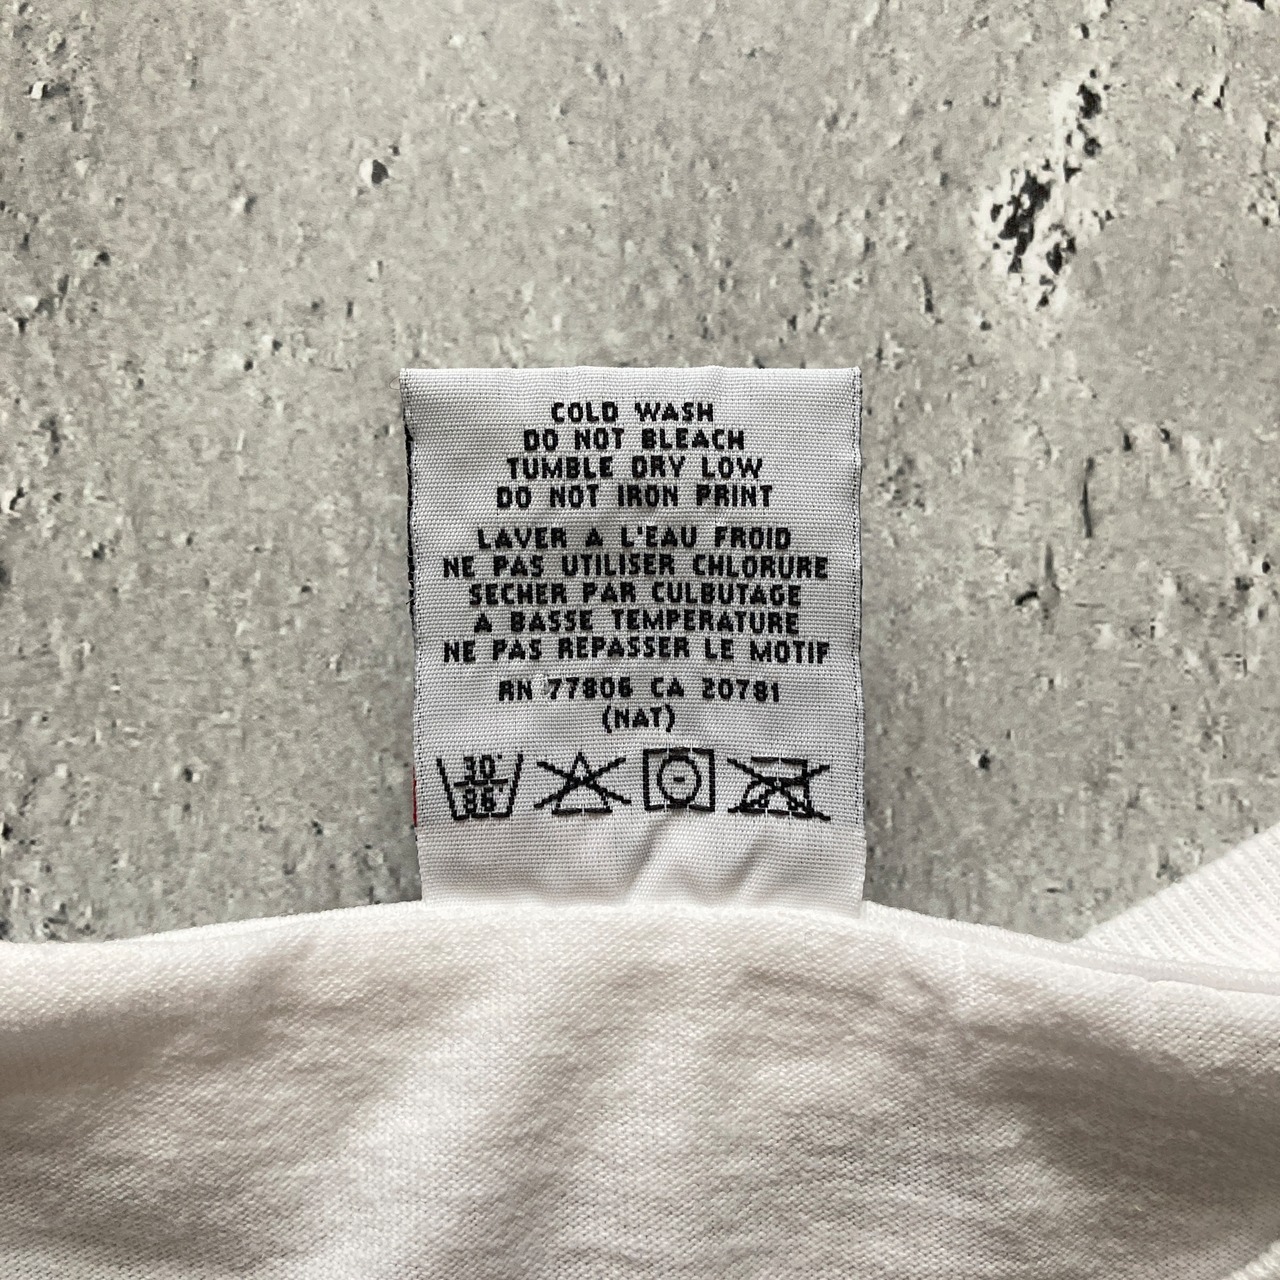 COLD WASH
DO NOT BLEACH
TUMBLE DRY LOW
DO NOT IRON PRINT
LAVER A L'EAU FROID
NE PAS UTILISER CHLORURE
SECHER PAR CULBUTAGE
A BASSE TEMPERATURE
NE PAS REPASSER LE MOTIF
RN 77806 CA 20781
(NAT)
30°
86°